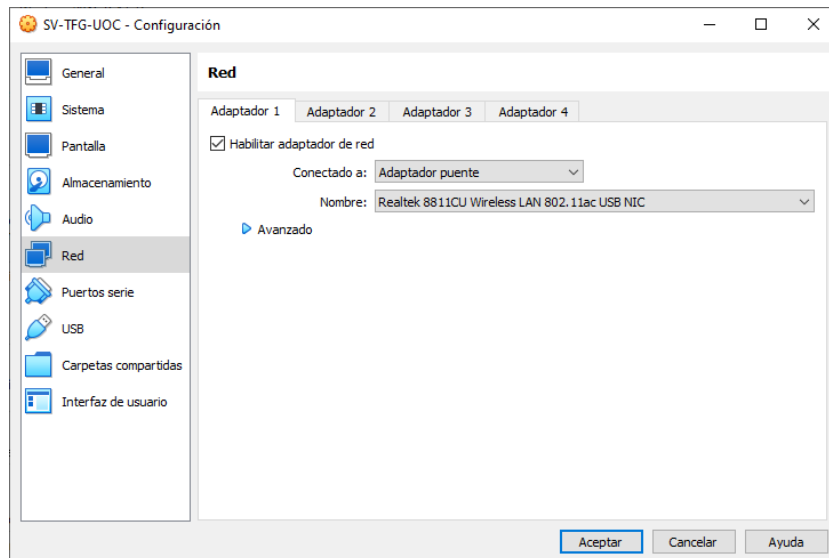 SV-TFG-UOC - Configuración
General
Sistema
Pantalla
Almacenamiento
Audio
Red
Puertos serie
USB
Carpetas compartidas
Interfaz de usuario
Red
Adaptador 1 Adaptador 2 Adaptador 3 Adaptador 4
Habilitar adaptador de red
Conectado a: Adaptador puente
Nombre: Realtek 8811CU Wireless LAN 802.11ac USB NIC
Avanzado
Aceptar Cancelar Ayuda